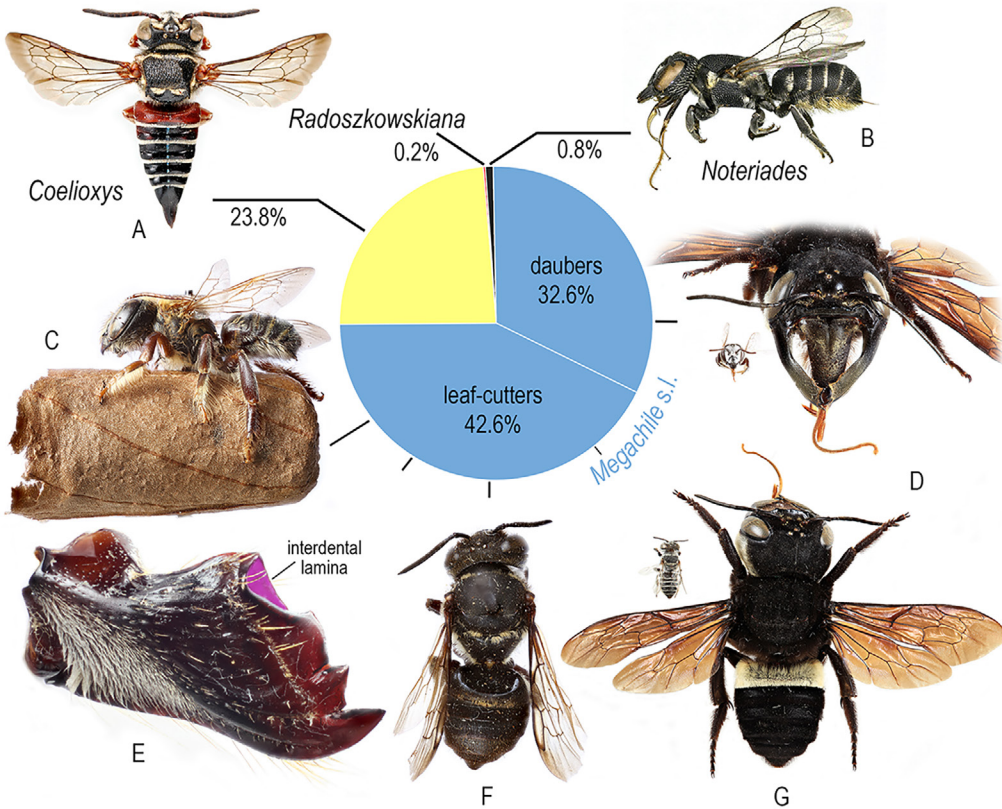 Radoszkowskiana
0.2%
0.8%
B
Noteriades
Coelioxys
23.8%
A
daubers
32.6%
C
leaf-cutters
42.6%
Megachile s.l.
D
interdental
lamina
E
F
G